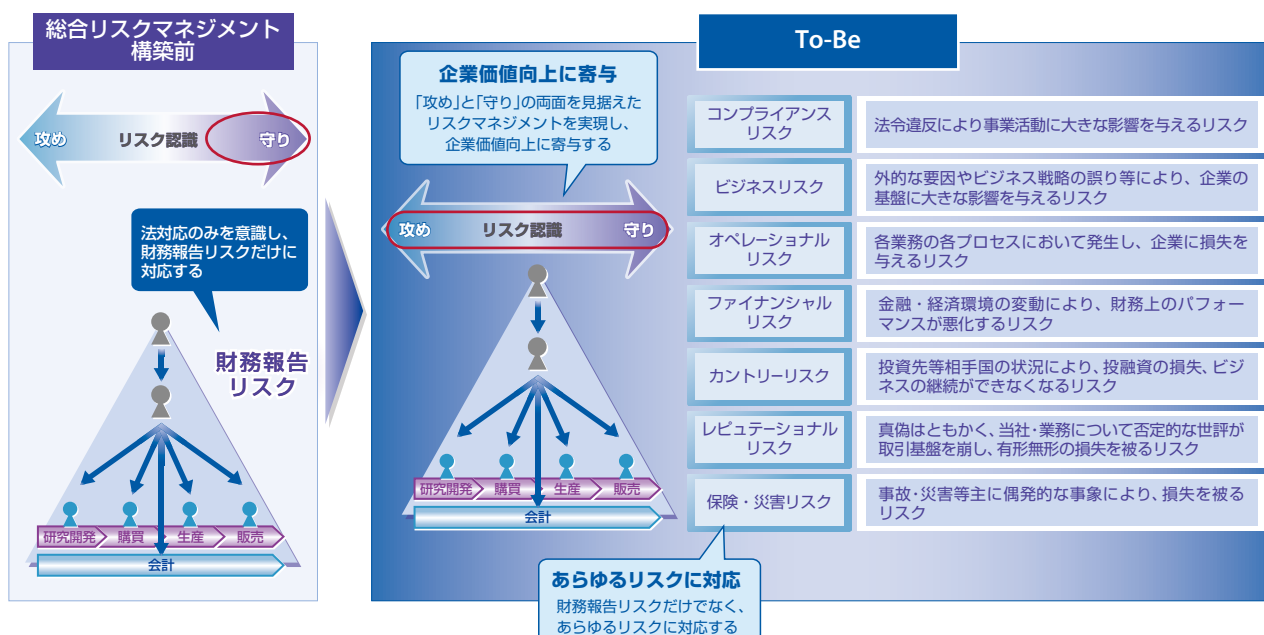 総合リスクマネジメント
構築前
攻め
リスク認識
守り
法対応のみを意識し、
財務報告リスクだけに
対応する
財務報告
リスク
研究開発
購買
生産
販売
会計
To-Be
企業価値向上に寄与
「攻め」と「守り」の両面を見据えた
リスクマネジメントを実現し、
企業価値向上に寄与する
攻め
リスク認識
守り
研究開発
購買
生産
販売
会計
コンプライアンス
リスク
法令違反により事業活動に大きな影響を与えるリスク
ビジネスリスク
外的な要因やビジネス戦略の誤り等により、企業の
基盤に大きな影響を与えるリスク
オペレーショナル
リスク
各業務の各プロセスにおいて発生し、企業に損失を
与えるリスク
ファイナンシャル
リスク
金融・経済環境の変動により、財務上のパフォー
マンスが悪化するリスク
カントリーリスク
投資先等相手国の状況により、投融資の損失、ビジ
ネスの継続ができなくなるリスク
レピュテーショナル
リスク
真偽はともかく、当社・業務について否定的な世評が
取引基盤を崩し、有形無形の損失を被るリスク
保険・災害リスク
事故・災害等主に偶発的な事象により、損失を被る
リスク
あらゆるリスクに対応
財務報告リスクだけでなく、
あらゆるリスクに対応する